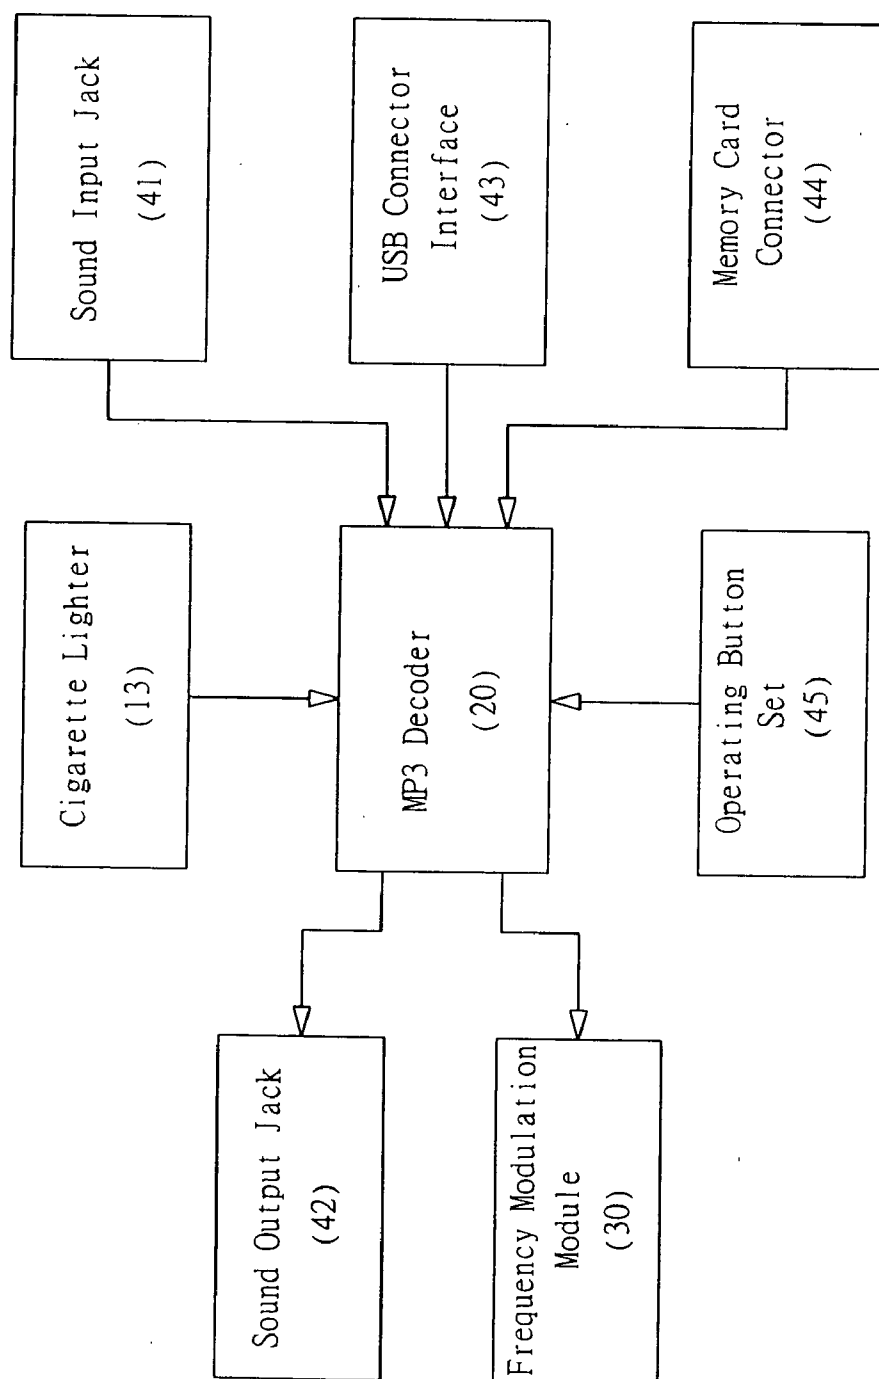 Sound Input Jack
(41)
USB Connector
Interface
(43)
Memory Card
Connector
(44)
Cigarette Lighter
(13)
MP3 Decoder
(20)
Operating Button
Set
(45)
Sound Output Jack
(42)
Frequency Modulation
Module
(30)